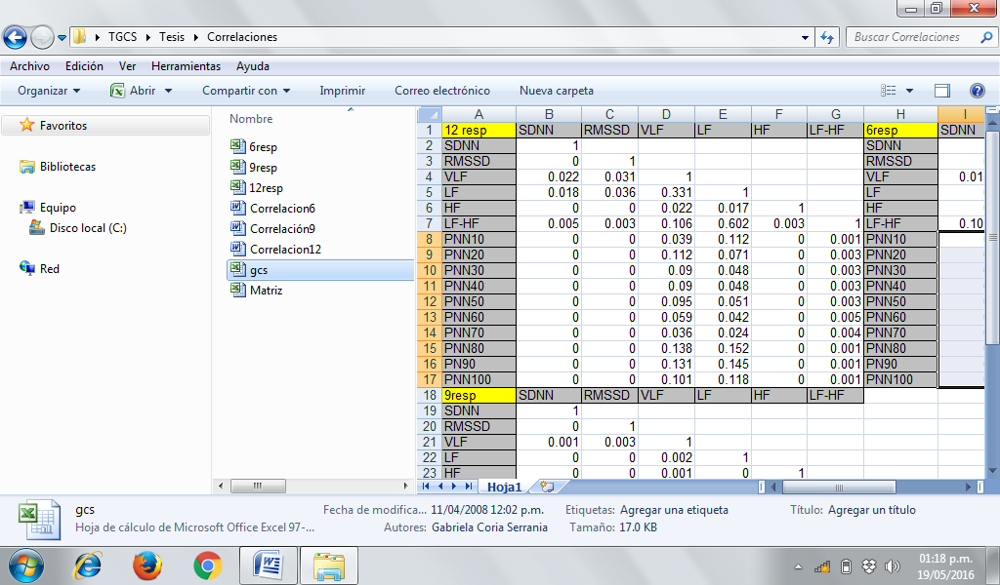 TGCS Tesis Correlaciones
Buscar Correlaciones
Archivo Edición Ver Herramientas Ayuda
Organizar Abrir Compartir con Imprimir Correo electrónico Nueva carpeta
Favoritos
Bibliotecas
Equipo
Disco local (C:)
Red
Nombre
6resp
9resp
12resp
Correlacion6
Correlación9
Correlacion12
gcs
Matriz
A B C D E F G H I
1 12 resp SDNN RMSSD VLF LF HF LF-HF 6resp SDNN
2 SDNN 1 SDNN
3 RMSSD 0 1 RMSSD
4 VLF 0.022 0.031 1 VLF 0.01
5 LF 0.018 0.036 0.331 1 LF
6 HF 0 0 0.022 0.017 1 HF
7 LF-HF 0.005 0.003 0.106 0.602 0.003 1 LF-HF 0.10
8 PNN10 0 0 0.039 0.112 0 0.001 PNN10
9 PNN20 0 0 0.112 0.071 0 0.003 PNN20
10 PNN30 0 0 0.09 0.048 0 0.003 PNN30
11 PNN40 0 0 0.09 0.048 0 0.003 PNN40
12 PNN50 0 0 0.095 0.051 0 0.003 PNN50
13 PNN60 0 0 0.059 0.042 0 0.005 PNN60
14 PNN70 0 0 0.036 0.024 0 0.004 PNN70
15 PNN80 0 0 0.138 0.152 0 0.001 PNN80
16 PN90 0 0 0.131 0.145 0 0.001 PN90
17 PNN100 0 0 0.101 0.118 0 0.001 PNN100
18 9resp SDNN RMSSD VLF LF HF LF-HF
19 SDNN 1
20 RMSSD 0 1
21 VLF 0.001 0.003 1
22 LF 0 0 0.002 1
23 HF 0 0 0.001 0 1
Hoja1
gcs
Hoja de cálculo de Microsoft Office Excel 97-...
Fecha de modifica... 11/04/2008 12:02 p.m.
Autores: Gabriela Coria Serrania
Etiquetas: Agregar una etiqueta
Tamaño: 17.0 KB
Título: Agregar un título
01:18 p.m.
19/05/2016